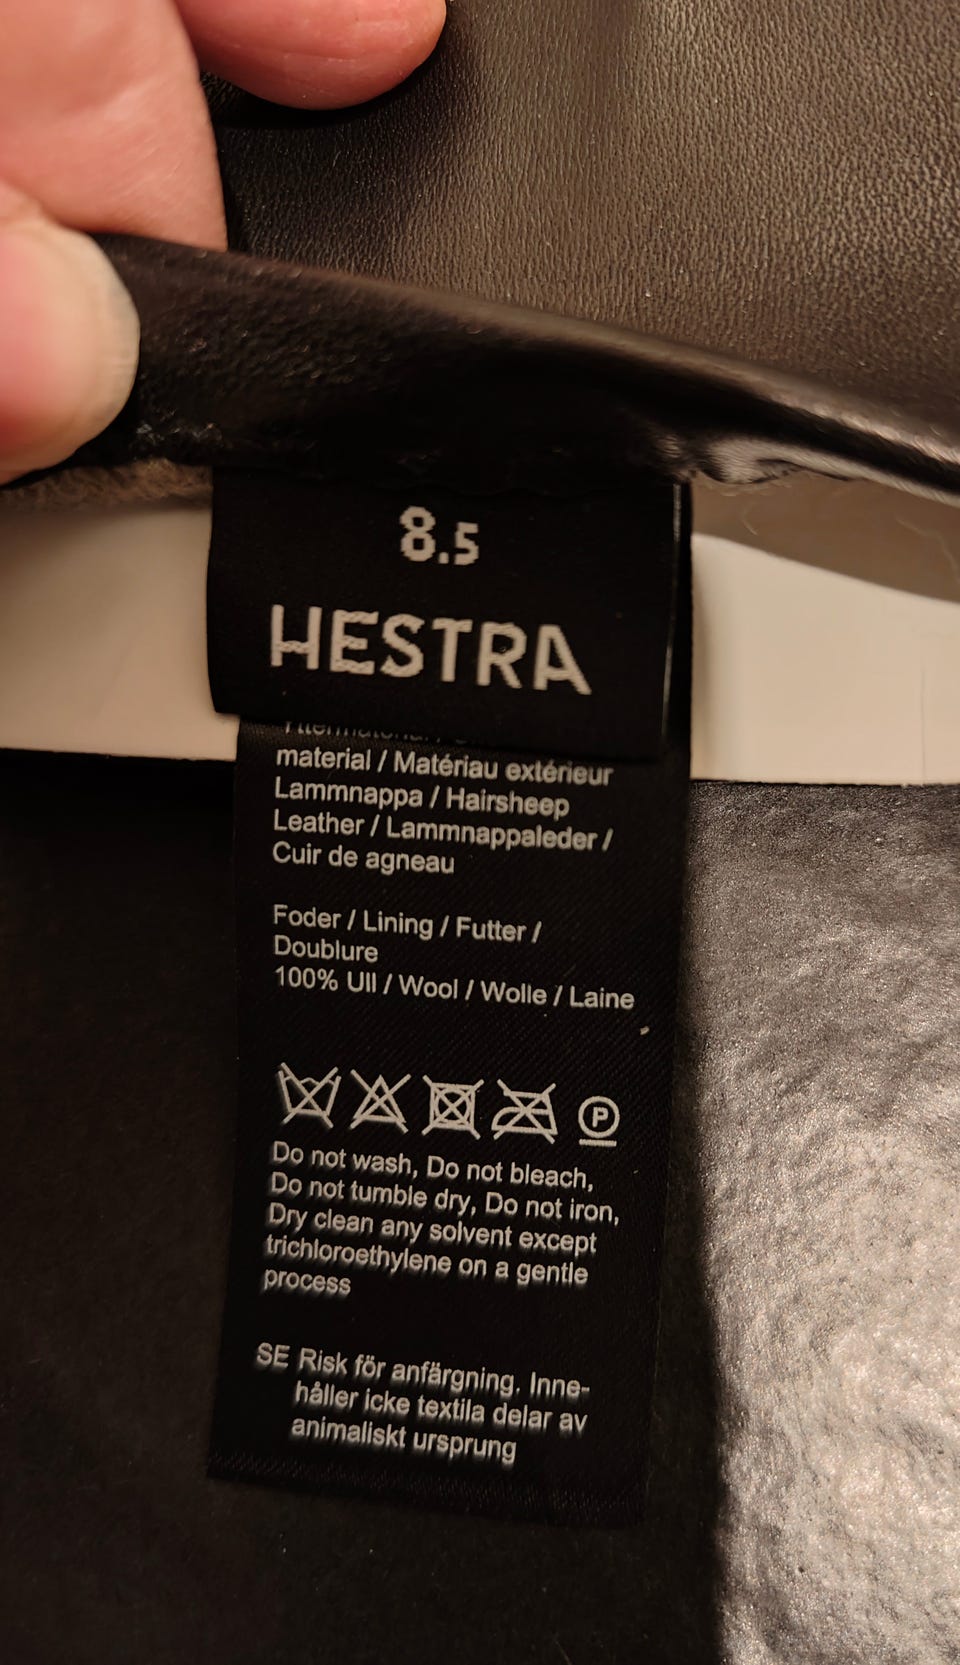 8.5
HESTRA
material / Matériau extérieur
Lammnappa / Hairsheep
Leather / Lammnappaleder /
Cuir de agneau
Foder / Lining / Futter /
Doublure
100% Ull / Wool / Wolle / Laine
P
Do not wash, Do not bleach,
Do not tumble dry, Do not iron,
Dry clean any solvent except
trichloroethylene on a gentle
process
SE Risk för anfärgning. Inne-
håller icke textila delar av
animaliskt ursprung